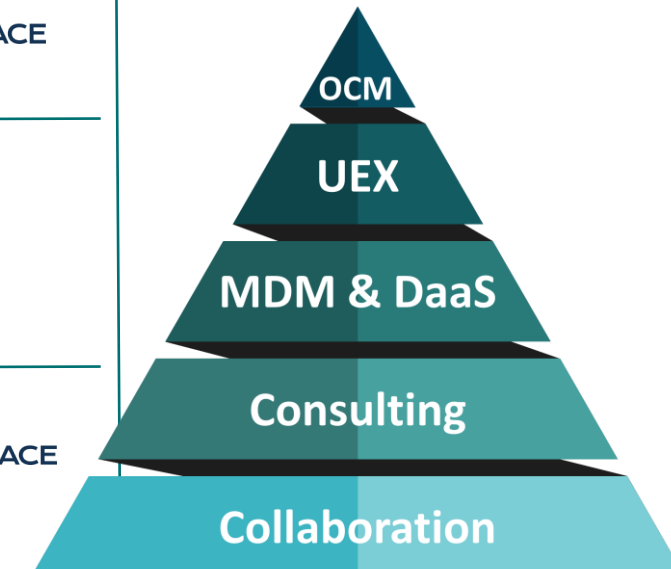 ACE
OCM
UEX
MDM & DaaS
Consulting
ACE
Collaboration